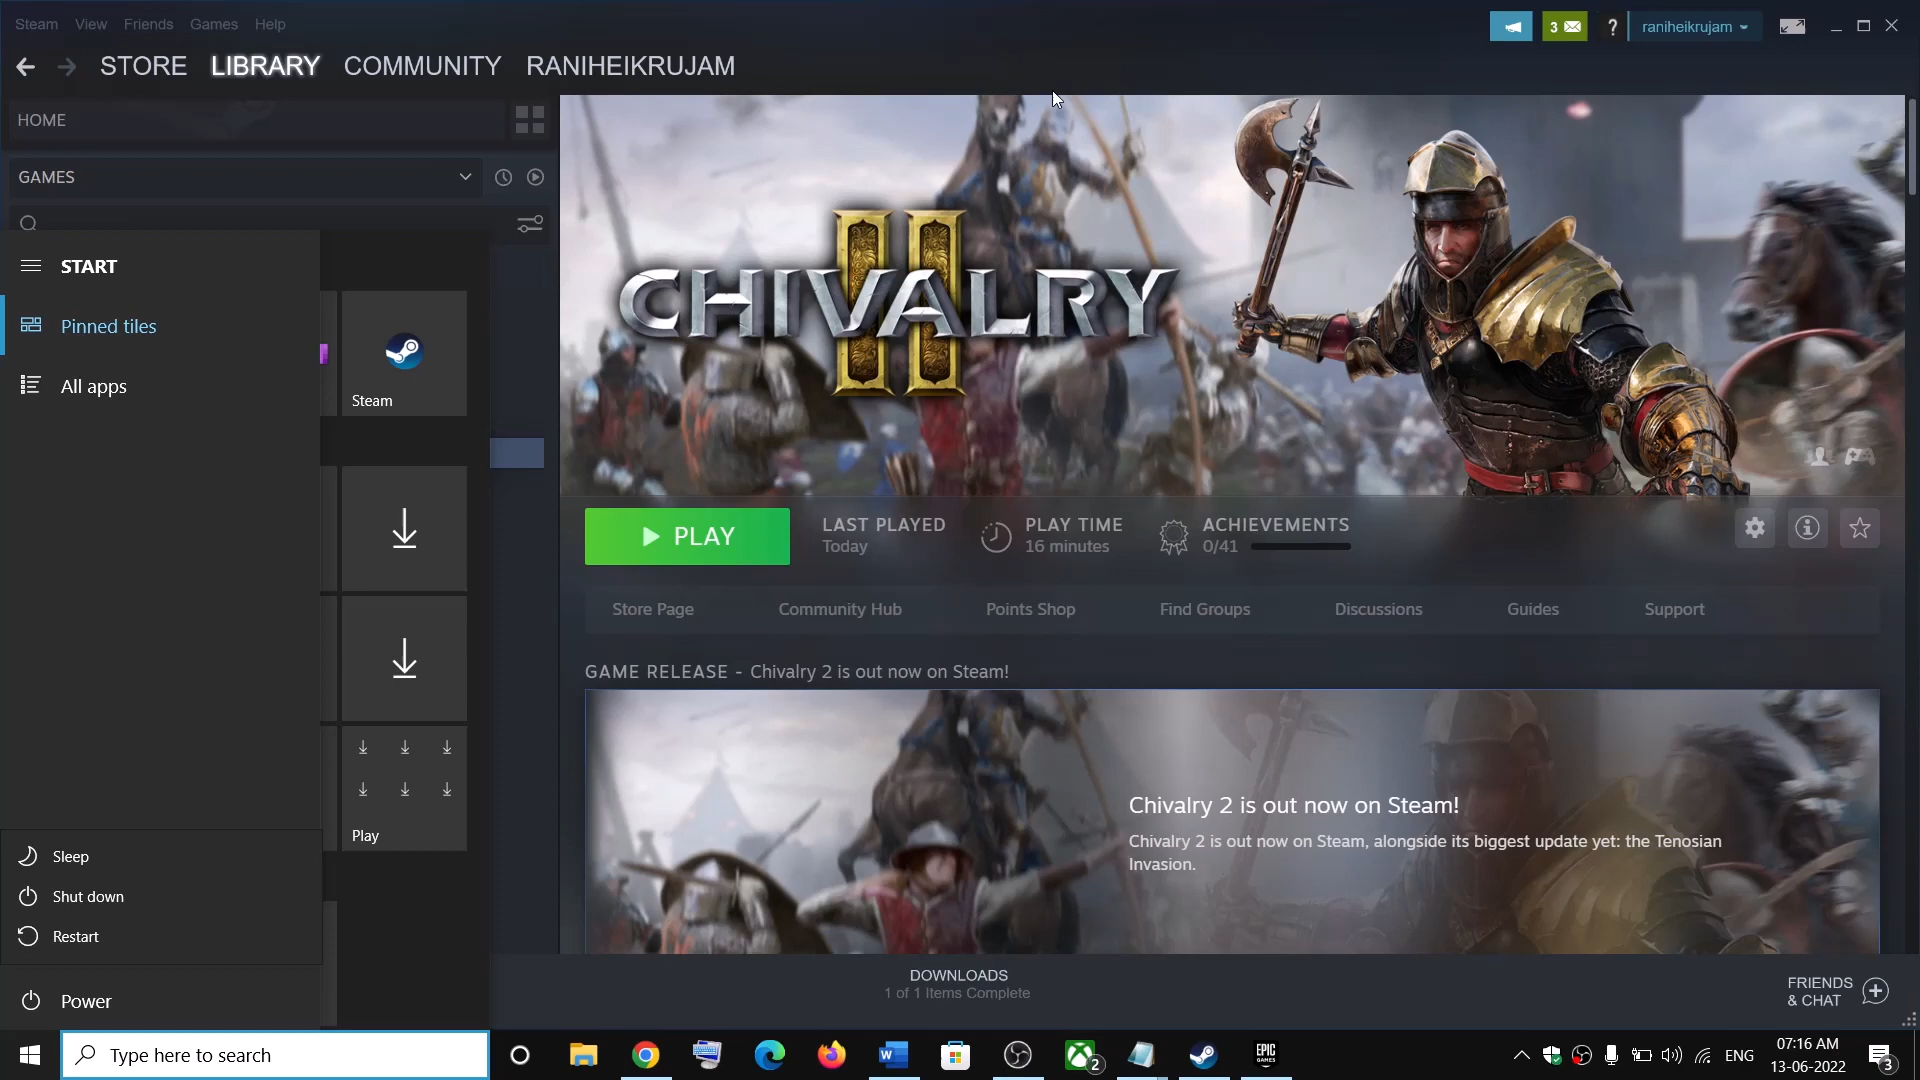 Steam View Friends Games Help
3 ? raniheikrujam
STORE LIBRARY COMMUNITY RANIHEIKRUJAM
HOME
GAMES
START
Pinned tiles
All apps
Steam
Play
Sleep
Shut down
Restart
Power
CHIVALRY II
PLAY
LAST PLAYED
Today
PLAY TIME
16 minutes
ACHIEVEMENTS
0/41
Store Page Community Hub Points Shop Find Groups Discussions Guides Support
GAME RELEASE - Chivalry 2 is out now on Steam!
Chivalry 2 is out now on Steam!
Chivalry 2 is out now on Steam, alongside its biggest update yet: the Tenosian
Invasion.
DOWNLOADS
1 of 1 Items Complete
FRIENDS
& CHAT
Type here to search
2
EPIC
GAMES
ENG
07:16 AM
13-06-2022
3